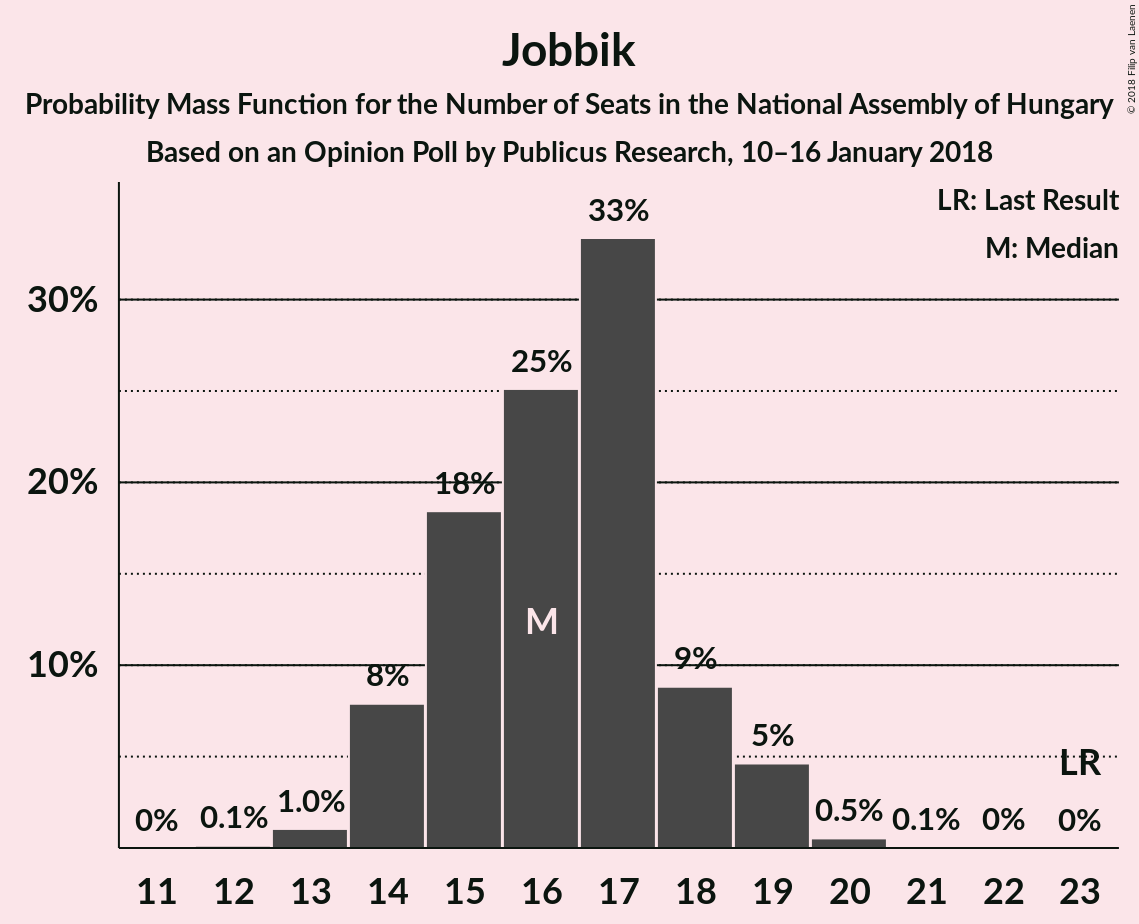 Jobbik
Probability Mass Function for the Number of Seats in the National Assembly of Hungary
Based on an Opinion Poll by Publicus Research, 10–16 January 2018
© 2018 Filip van Laenen
LR: Last Result
M: Median
30%
20%
10%
0%
0.1%
1.0%
8%
18%
25%
33%
9%
5%
0.5%
0.1%
0%
0%
M
LR
11 12 13 14 15 16 17 18 19 20 21 22 23